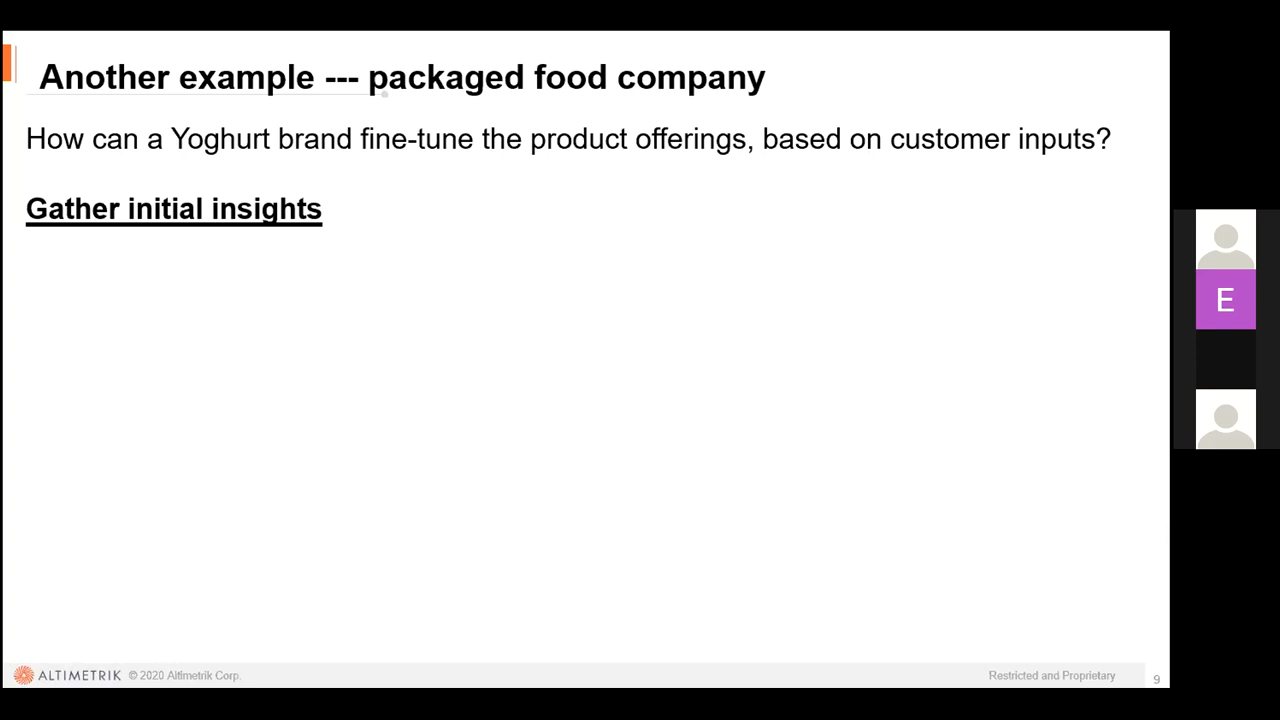 Another example --- packaged food company
How can a Yoghurt brand fine-tune the product offerings, based on customer inputs?
Gather initial insights
E
ALTIMETRIK © 2020 Altimetrik Corp.
Restricted and Proprietary
9